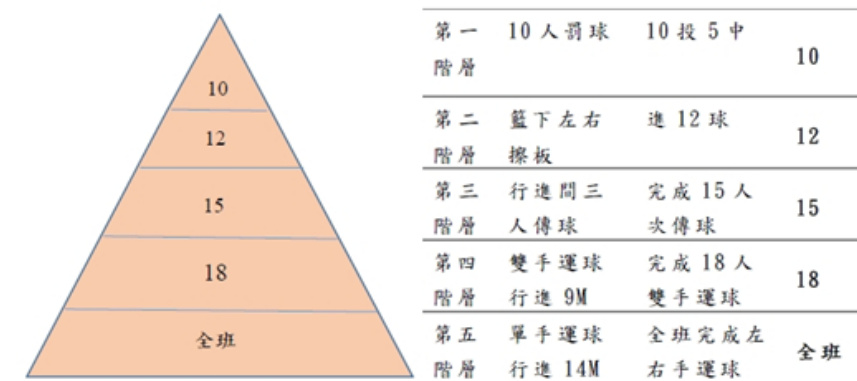 10
12
15
18
全班
第一 10人罰球 10投5中
階層
10
第二 籃下左右 進12球
階層 擦板
12
第三 行進間三 完成15人
階層 人傳球 次傳球
15
第四 雙手運球 完成18人
階層 行進9M 雙手運球
18
第五 單手運球 全班完成左
階層 行進14M 右手運球
全班